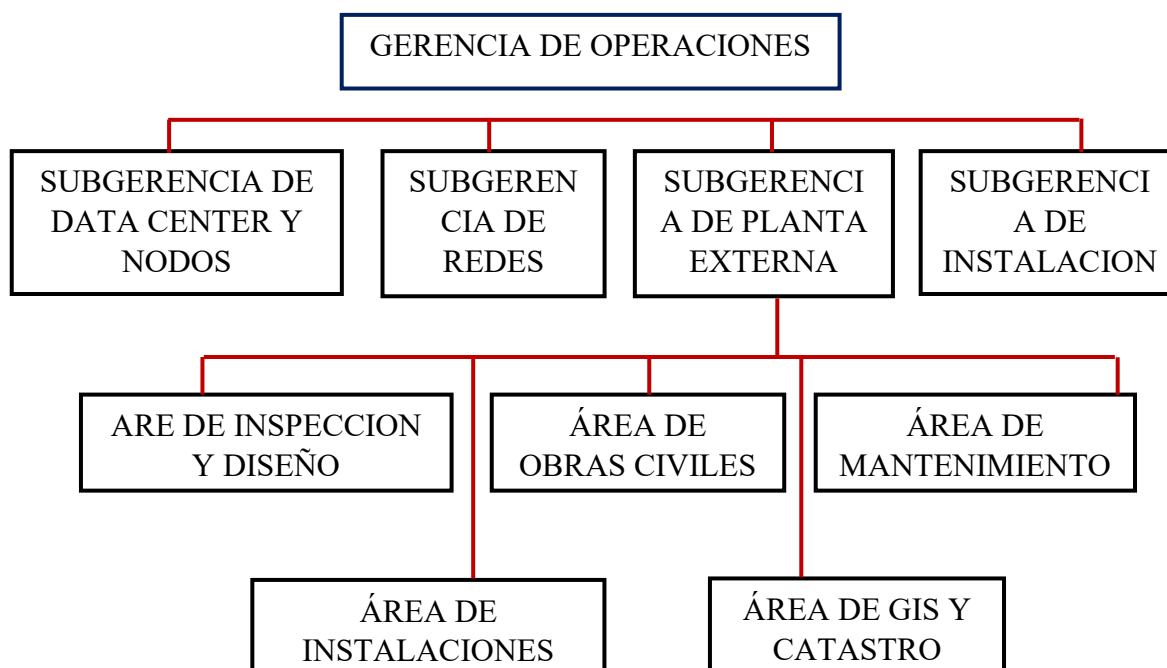 GERENCIA DE OPERACIONES
SUBGERENCIA DE
DATA CENTER Y
NODOS
SUBGEREN
CIA DE
REDES
SUBGERENCI
A DE PLANTA
EXTERNA
SUBGERENCI
A DE
INSTALACION
ARE DE INSPECCION
Y DISEÑO
ÁREA DE
OBRAS CIVILES
ÁREA DE
MANTENIMIENTO
ÁREA DE
INSTALACIONES
ÁREA DE GIS Y
CATASTRO